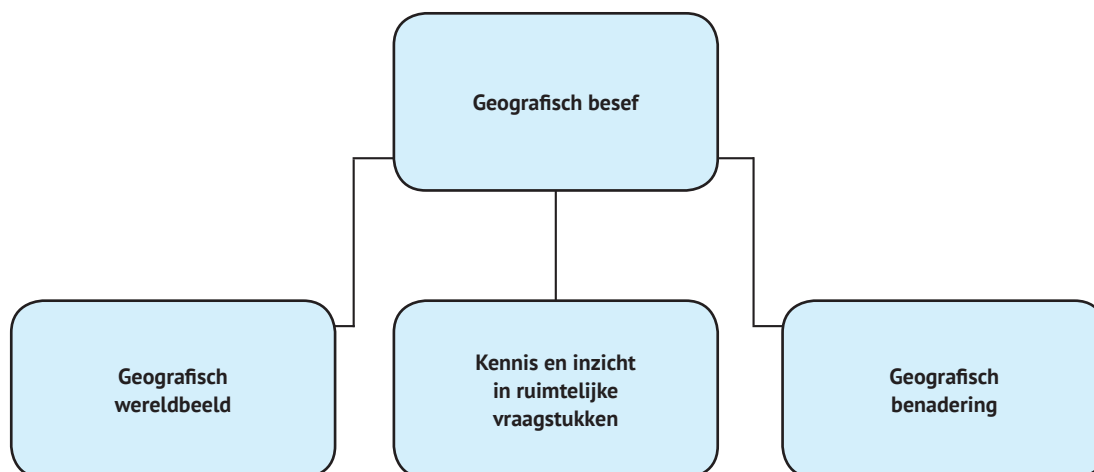 Geografisch besef
Geografisch
wereldbeeld
Kennis en inzicht
in ruimtelijke
vraagstukken
Geografisch
benadering